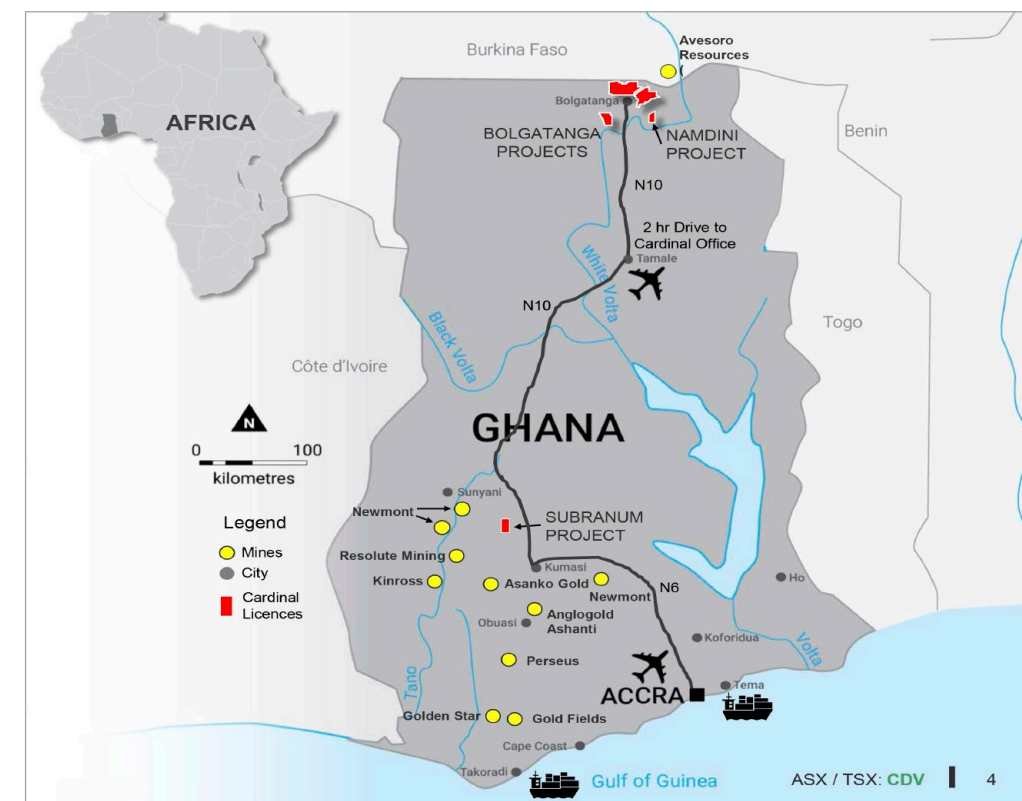 Burkina Faso
Avesoro
Resources
(
AFRICA
Bolgatanga
BOLGATANGA
PROJECTS
NAMDINI
PROJECT
Benin
N10
2 hr Drive to
Cardinal Office
Tamale
White Volta
N10
Black Volta
Togo
Côte d'Ivoire
N
GHANA
0 100
kilometres
Sunyani
Newmont
SUBRANUM
PROJECT
Legend
Mines
City
Cardinal
Licences
Resolute Mining
Kumasi
Kinross
Asanko Gold
Newmont
N6
Ho
Anglogold
Ashanti
Obuasi
Koforidua
Volta
Perseus
Tano
ACCRA
Tema
Golden Star
Gold Fields
Cape Coast
Takoradi
Gulf of Guinea
ASX / TSX: CDV
4